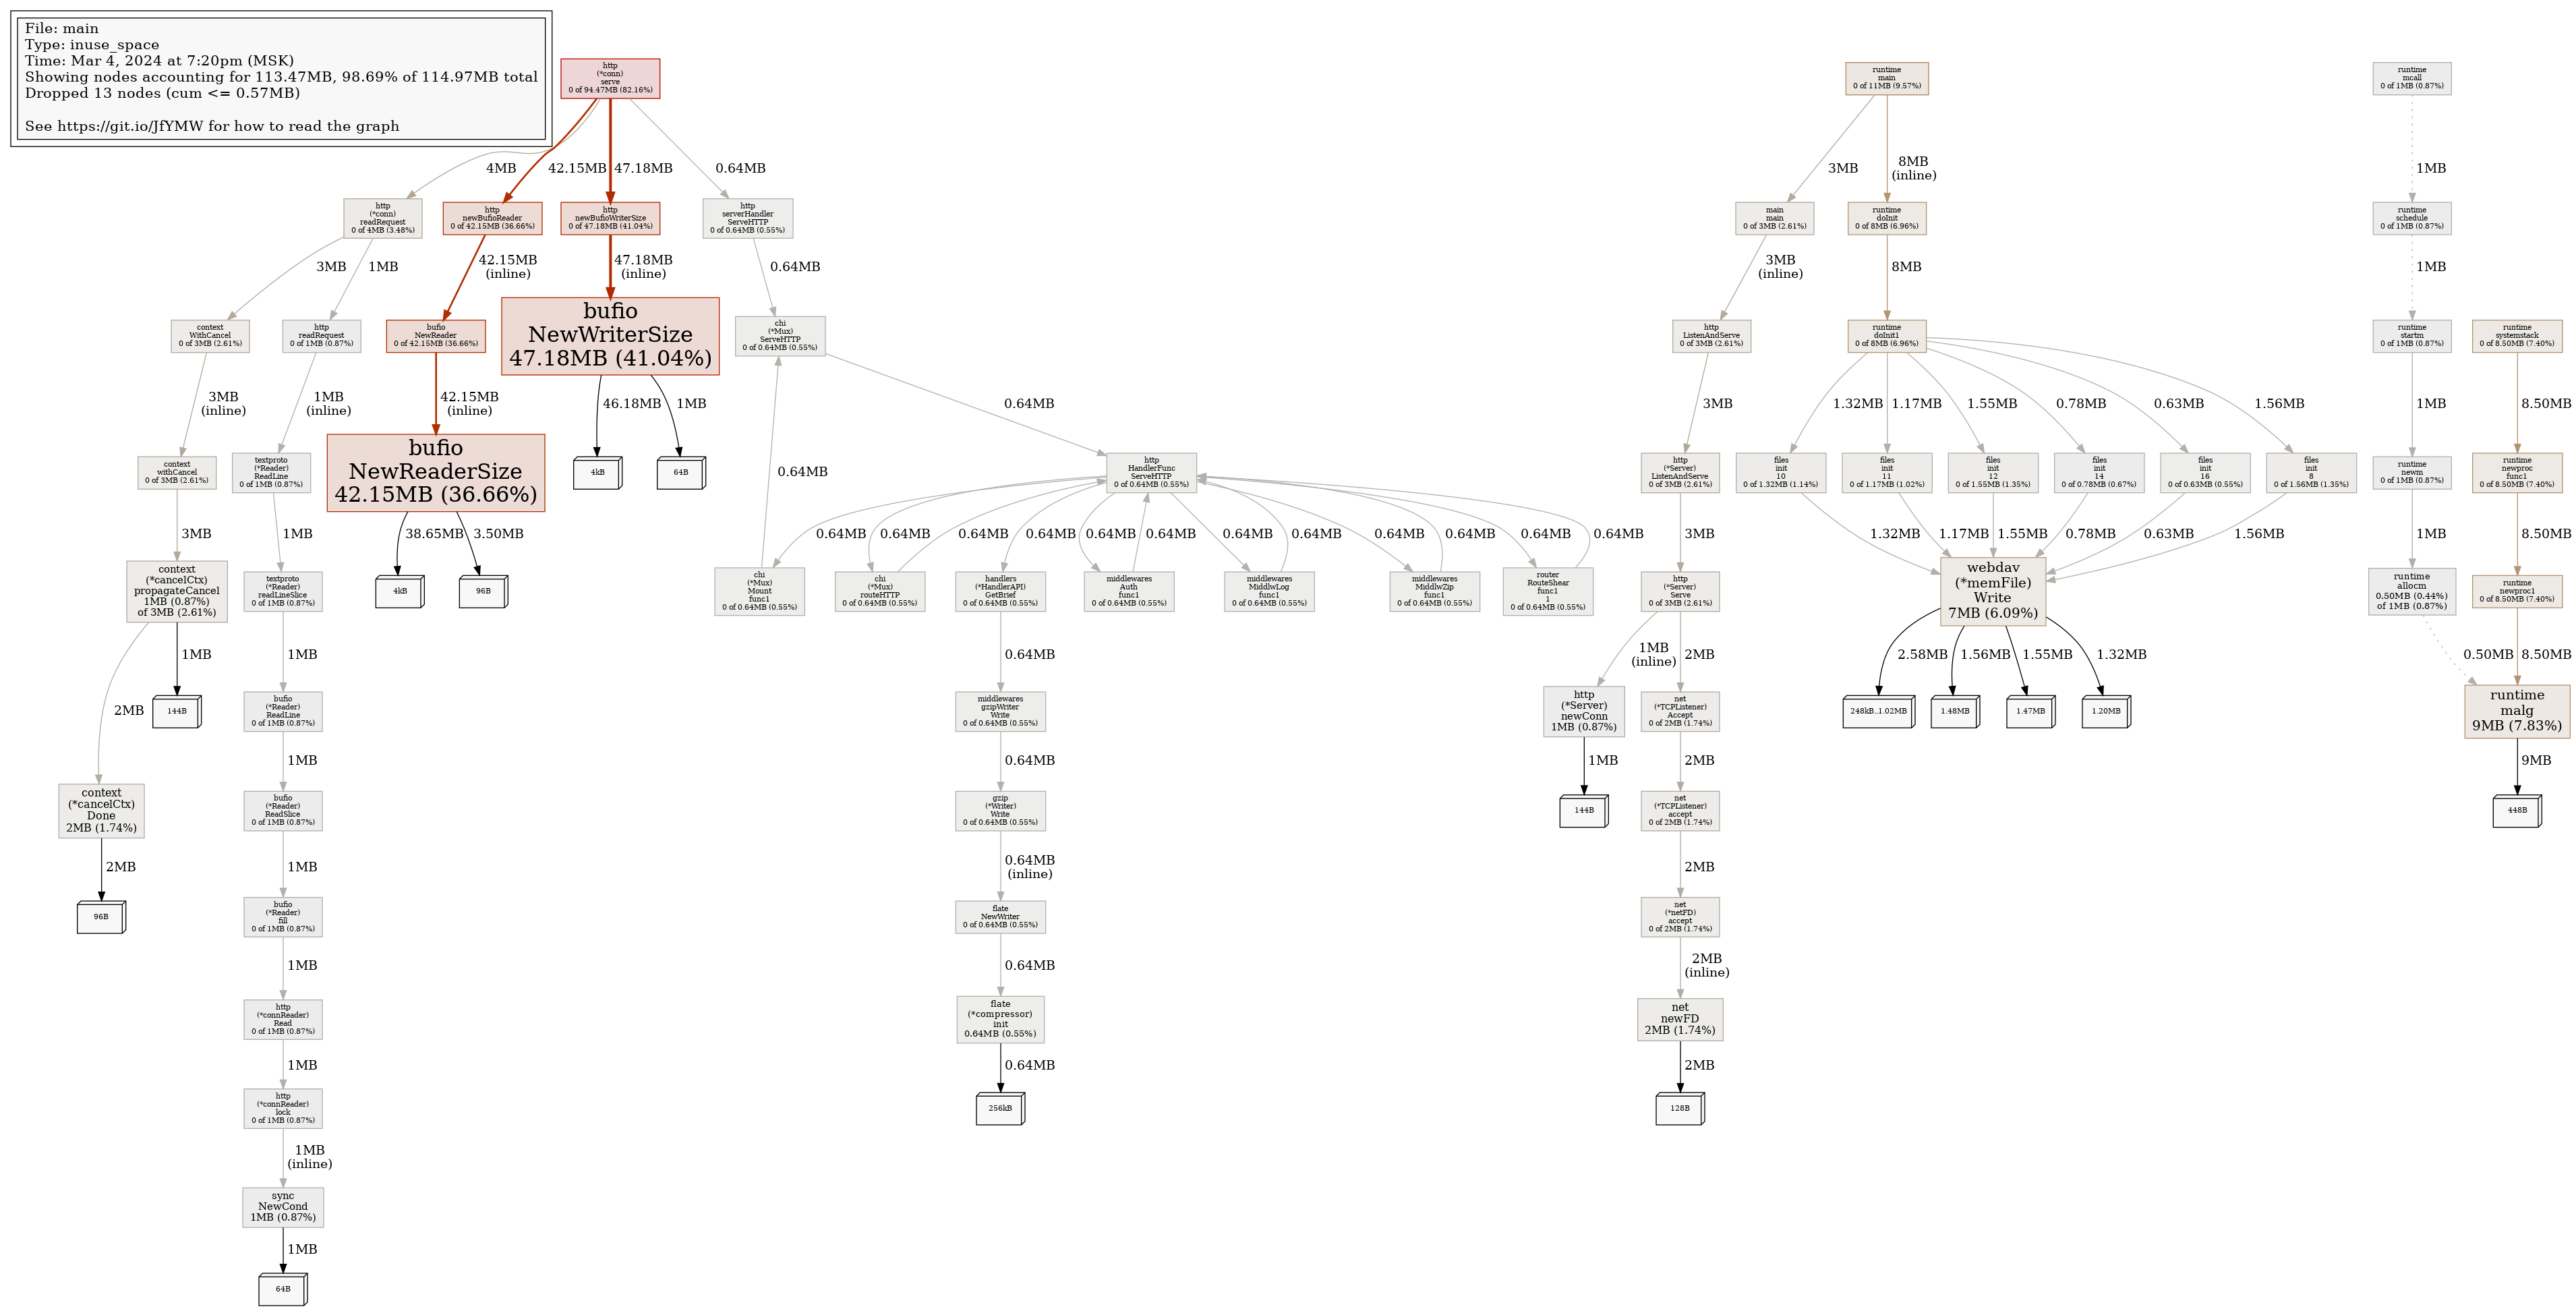 File: main
Type: inuse_space
Time: Mar 4, 2024 at 7:20pm (MSK)
Showing nodes accounting for 113.47MB, 98.69% of 114.97MB total
Dropped 13 nodes (cum <= 0.57MB)
See https://git.io/JfYMW for how to read the graph
http
(*conn)
serve
0 of 94.47MB (82.16%)
runtime
main
0 of 11MB (9.57%)
runtime
mcall
0 of 1MB (0.87%)
4MB
42.15MB
47.18MB
0.64MB
3MB
8MB
(inline)
1MB
http
(*conn)
readRequest
0 of 4MB (3.48%)
http
newBufioReader
0 of 42.15MB (36.66%)
http
newBufioWriterSize
0 of 47.18MB (41.04%)
http
serverHandler
ServeHTTP
0 of 0.64MB (0.55%)
main
main
0 of 3MB (2.61%)
runtime
doInit
0 of 8MB (6.96%)
runtime
schedule
0 of 1MB (0.87%)
3MB
1MB
42.15MB
(inline)
47.18MB
(inline)
0.64MB
3MB
(inline)
8MB
1MB
context
WithCancel
0 of 3MB (2.61%)
http
readRequest
0 of 1MB (0.87%)
bufio
NewReader
0 of 42.15MB (36.66%)
bufio
NewWriterSize
47.18MB (41.04%)
chi
(*Mux)
ServeHTTP
0 of 0.64MB (0.55%)
http
ListenAndServe
0 of 3MB (2.61%)
runtime
doInit1
0 of 8MB (6.96%)
runtime
startm
0 of 1MB (0.87%)
runtime
systemstack
0 of 8.50MB (7.40%)
3MB
(inline)
1MB
(inline)
42.15MB
(inline)
46.18MB
1MB
0.64MB
0.64MB
3MB
1.32MB
1.17MB
1.55MB
0.78MB
0.63MB
1.56MB
1MB
8.50MB
context
withCancel
0 of 3MB (2.61%)
textproto
(*Reader)
ReadLine
0 of 1MB (0.87%)
bufio
NewReaderSize
42.15MB (36.66%)
4kB
64B
http
HandlerFunc
ServeHTTP
0 of 0.64MB (0.55%)
http
(*Server)
ListenAndServe
0 of 3MB (2.61%)
files
init
10
0 of 1.32MB (1.14%)
files
init
11
0 of 1.17MB (1.02%)
files
init
12
0 of 1.55MB (1.35%)
files
init
14
0 of 0.78MB (0.67%)
files
init
16
0 of 0.63MB (0.55%)
files
init
8
0 of 1.56MB (1.35%)
runtime
newm
0 of 1MB (0.87%)
runtime
newproc
func1
0 of 8.50MB (7.40%)
3MB
1MB
38.65MB
3.50MB
0.64MB
0.64MB
0.64MB
0.64MB
0.64MB
0.64MB
0.64MB
0.64MB
0.64MB
0.64MB
0.64MB
0.64MB
3MB
1.32MB
1.17MB
1.55MB
0.78MB
0.63MB
1.56MB
1MB
8.50MB
context
(*cancelCtx)
propagateCancel
1MB (0.87%)
of 3MB (2.61%)
textproto
(*Reader)
readLineSlice
0 of 1MB (0.87%)
4kB
96B
chi
(*Mux)
Mount
func1
0 of 0.64MB (0.55%)
chi
(*Mux)
routeHTTP
0 of 0.64MB (0.55%)
handlers
(*HandlerAPI)
GetBrief
0 of 0.64MB (0.55%)
middlewares
Auth
func1
0 of 0.64MB (0.55%)
middlewares
MiddlwLog
func1
0 of 0.64MB (0.55%)
middlewares
MiddlwZip
func1
0 of 0.64MB (0.55%)
router
RouteShear
func1
1
0 of 0.64MB (0.55%)
http
(*Server)
Serve
0 of 3MB (2.61%)
webdav
(*memFile)
Write
7MB (6.09%)
runtime
allocm
0.50MB (0.44%)
of 1MB (0.87%)
runtime
newproc1
0 of 8.50MB (7.40%)
2MB
1MB
1MB
0.64MB
1MB
(inline)
2MB
2.58MB
1.56MB
1.55MB
1.32MB
0.50MB
8.50MB
144B
bufio
(*Reader)
ReadLine
0 of 1MB (0.87%)
middlewares
gzipWriter
Write
0 of 0.64MB (0.55%)
http
(*Server)
newConn
1MB (0.87%)
net
(*TCPListener)
Accept
0 of 2MB (1.74%)
248kB..1.02MB
1.48MB
1.47MB
1.20MB
runtime
malg
9MB (7.83%)
1MB
0.64MB
1MB
2MB
9MB
context
(*cancelCtx)
Done
2MB (1.74%)
bufio
(*Reader)
ReadSlice
0 of 1MB (0.87%)
gzip
(*Writer)
Write
0 of 0.64MB (0.55%)
144B
net
(*TCPListener)
accept
0 of 2MB (1.74%)
448B
2MB
1MB
0.64MB
(inline)
2MB
96B
bufio
(*Reader)
fill
0 of 1MB (0.87%)
flate
NewWriter
0 of 0.64MB (0.55%)
net
(*netFD)
accept
0 of 2MB (1.74%)
1MB
0.64MB
2MB
(inline)
http
(*connReader)
Read
0 of 1MB (0.87%)
flate
(*compressor)
init
0.64MB (0.55%)
net
newFD
2MB (1.74%)
1MB
0.64MB
2MB
http
(*connReader)
lock
0 of 1MB (0.87%)
256kB
128B
1MB
(inline)
sync
NewCond
1MB (0.87%)
1MB
64B